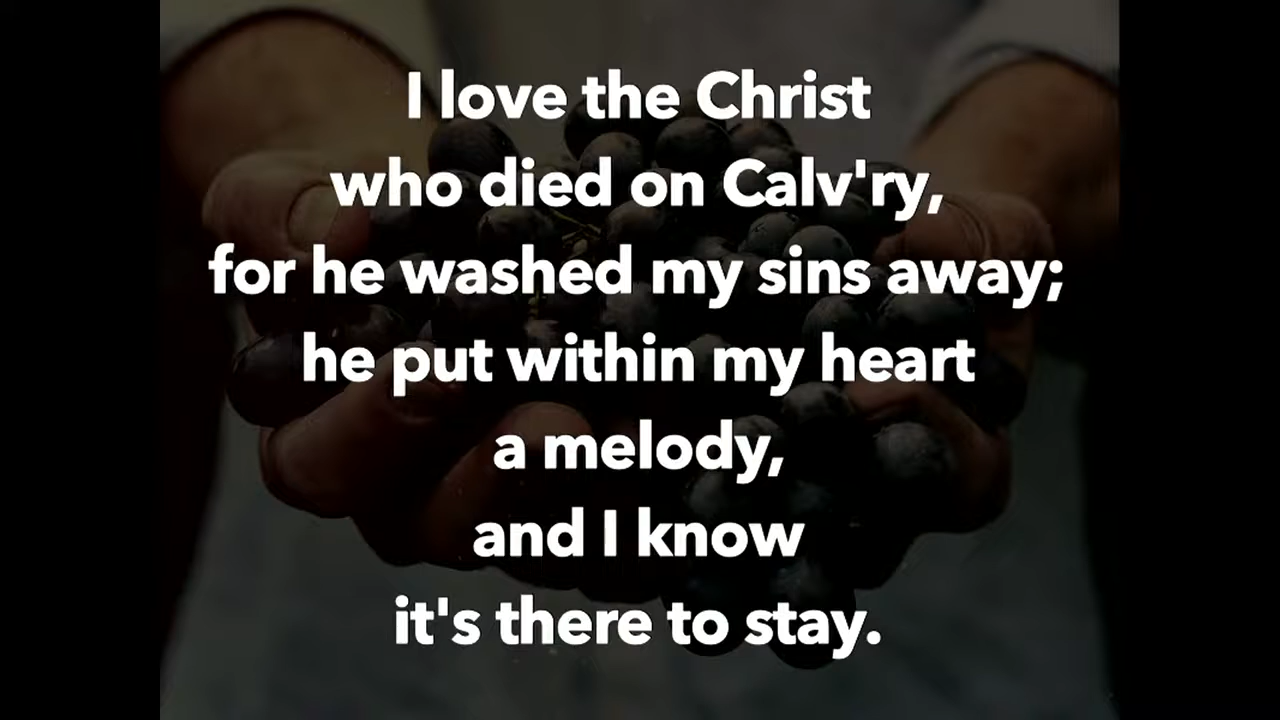 I love the Christ
who died on Calv'ry,
for he washed my sins away;
he put within my heart
a melody,
and I know
it's there to stay.